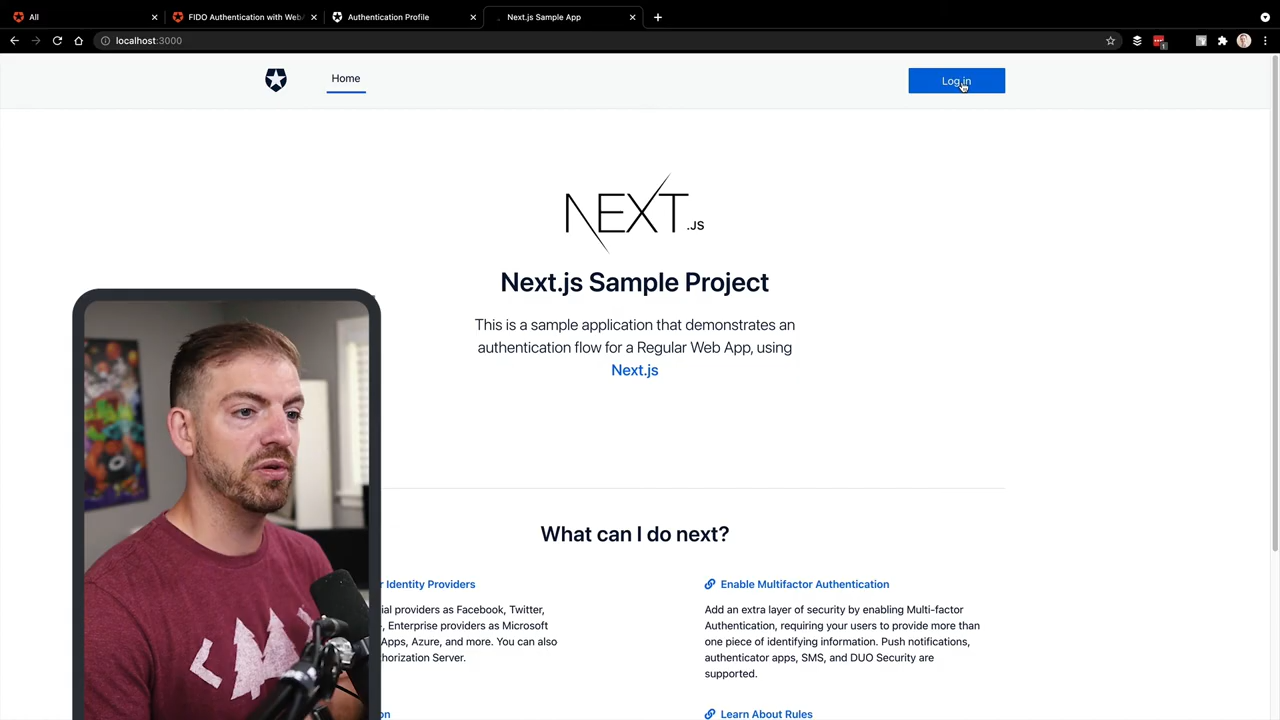 All
FIDO Authentication with WebA
Authentication Profile
Next.js Sample App
localhost:3000
1
Home
Log in
NEXT.JS
Next.js Sample Project
This is a sample application that demonstrates an
authentication flow for a Regular Web App, using
Next.js
What can I do next?
r Identity Providers
ial providers as Facebook, Twitter,
, Enterprise providers as Microsoft
Apps, Azure, and more. You can also
horization Server.
on
Enable Multifactor Authentication
Add an extra layer of security by enabling Multi-factor
Authentication, requiring your users to provide more than
one piece of identifying information. Push notifications,
authenticator apps, SMS, and DUO Security are
supported.
Learn About Rules